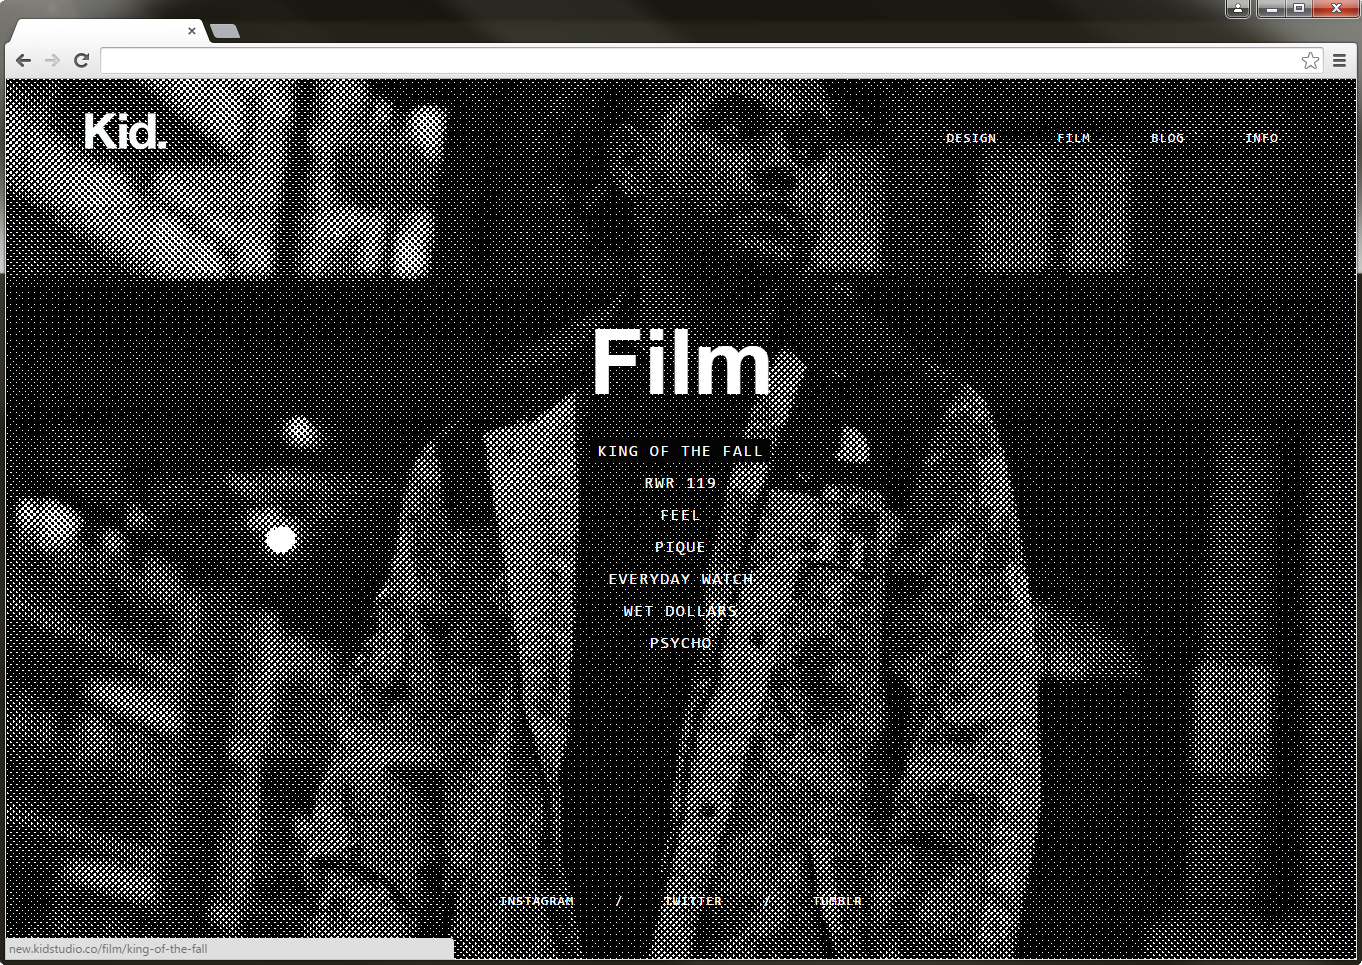 Kid.
DESIGN FILM BLOG INFO
Film
KING OF THE FALL
RWR 119
FEEL
PIQUE
EVERYDAY WATCH
WET DOLLARS
PSYCHO
INSTAGRAM / TWITTER / TUMBLR
new.kidstudio.co/film/king-of-the-fall